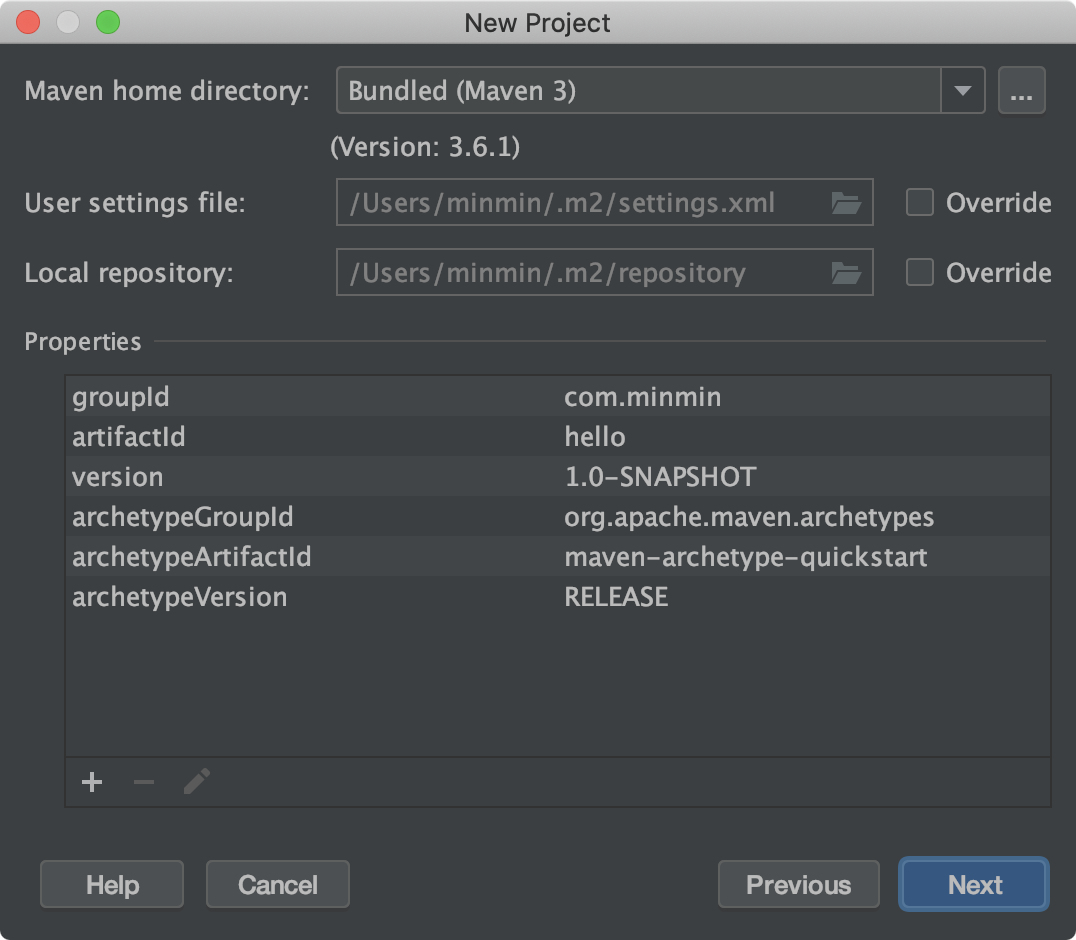 New Project
Maven home directory: Bundled (Maven 3) ...
(Version: 3.6.1)
User settings file: /Users/minmin/.m2/settings.xml Override
Local repository: /Users/minmin/.m2/repository Override
Properties
groupId com.minmin
artifactId hello
version 1.0-SNAPSHOT
archetypeGroupId org.apache.maven.archetypes
archetypeArtifactId maven-archetype-quickstart
archetypeVersion RELEASE
Help Cancel Previous Next